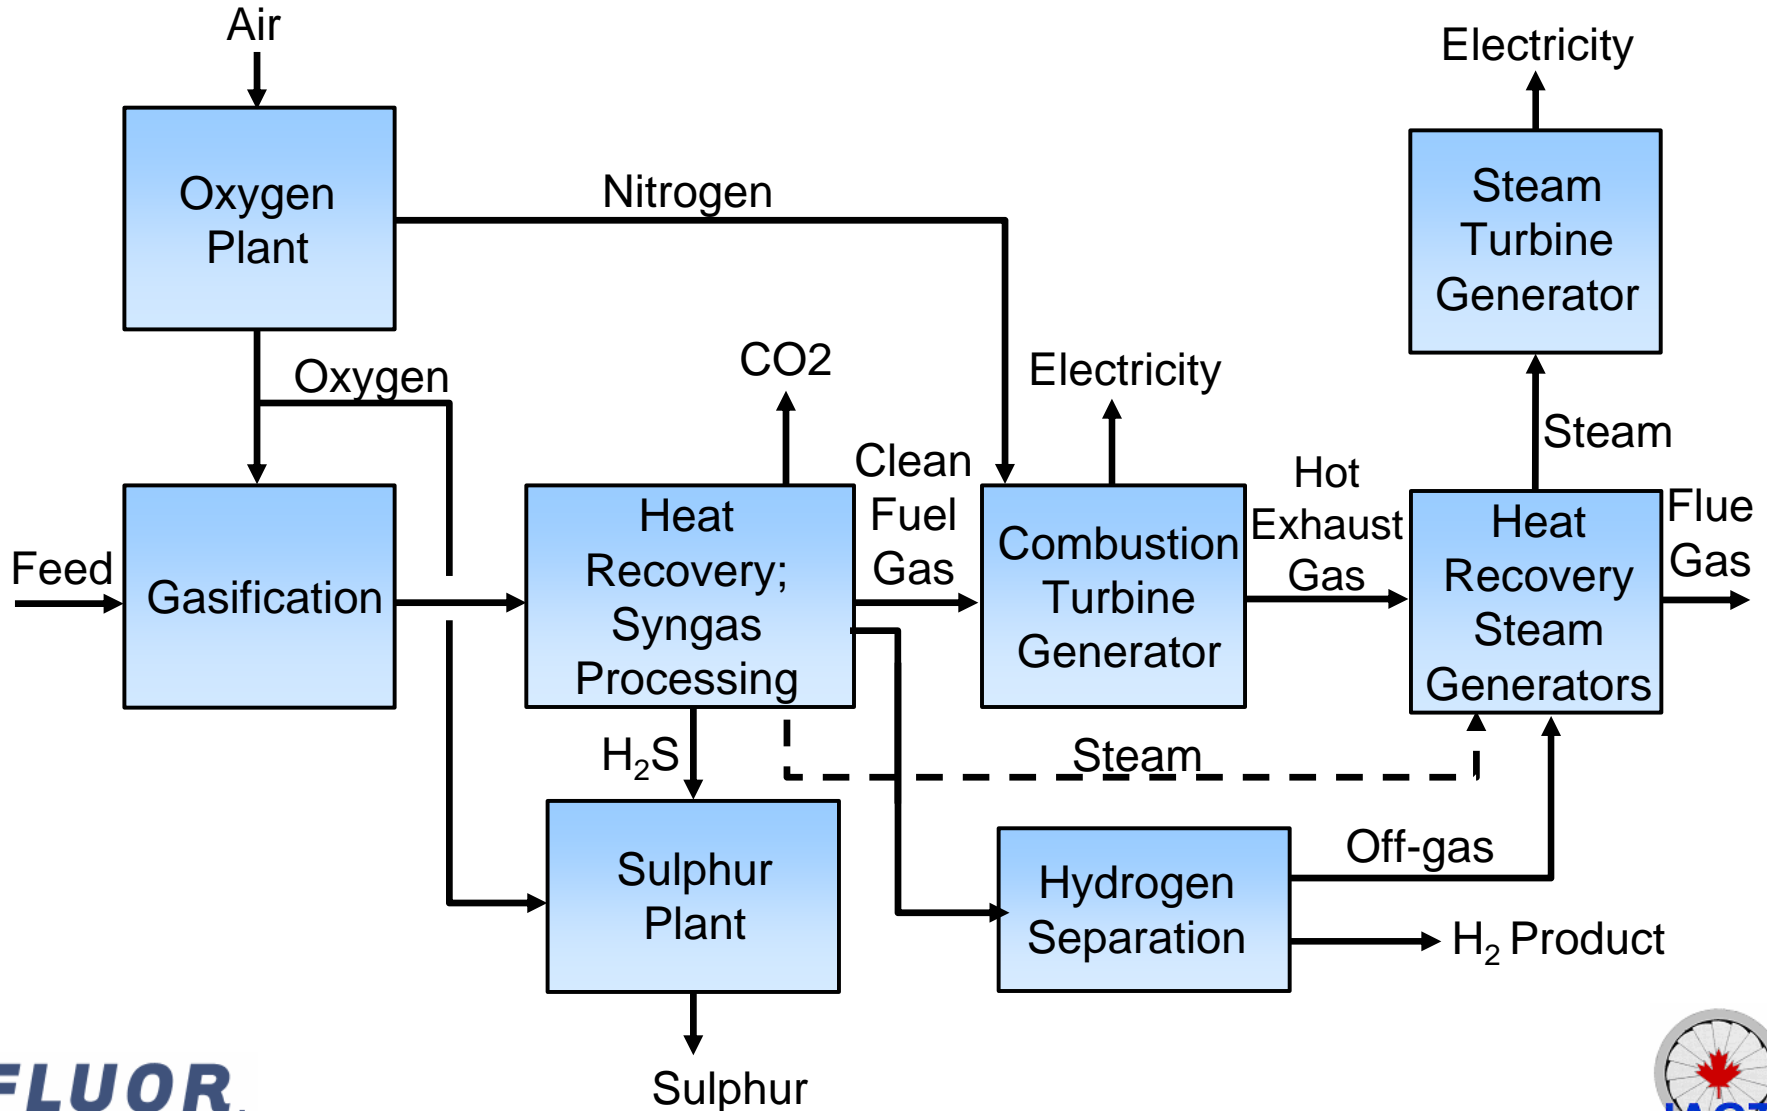 Air
Electricity
Oxygen
Plant
Nitrogen
Steam
Turbine
Generator
Oxygen
CO2
Electricity
Steam
Feed
Gasification
Heat
Recovery;
Syngas
Processing
Clean
Fuel
Gas
Combustion
Turbine
Generator
Hot
Exhaust
Gas
Heat
Recovery
Steam
Generators
Flue
Gas
H₂S
Steam
Sulphur
Plant
Hydrogen
Separation
Off-gas
H₂ Product
Sulphur
FLUOR.